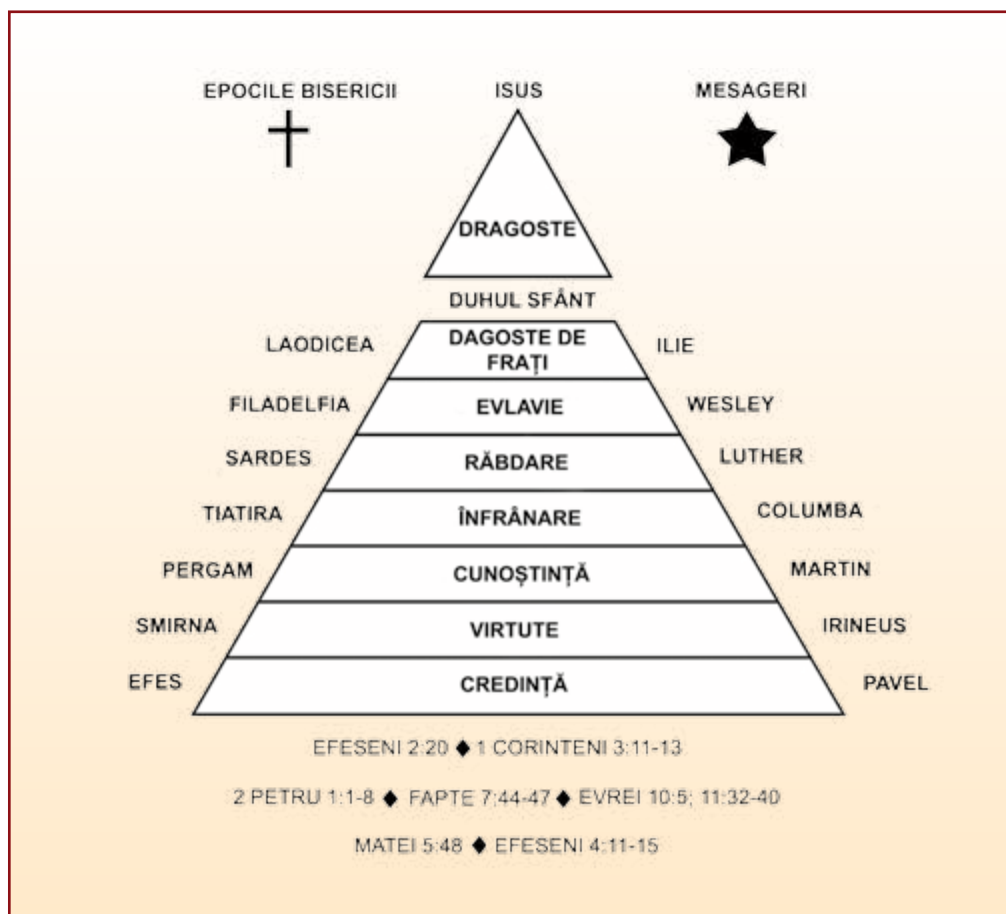 EPOCILE BISERICII ISUS MESAGERI
DRAGOSTE
DUHUL SFÂNT
LAODICEA DAGOSTE DE FRAȚI ILIE
FILADELFIA EVLAVIE WESLEY
SARDES RĂBDARE LUTHER
TIATIRA ÎNFRÂNARE COLUMBA
PERGAM CUNOȘTINȚĂ MARTIN
SMIRNA VIRTUTE IRINEUS
EFES CREDINȚĂ PAVEL
EFESENI 2:20 ♦ 1 CORINTENI 3:11-13
2 PETRU 1:1-8 ♦ FAPTE 7:44-47 ♦ EVREI 10:5; 11:32-40
MATEI 5:48 ♦ EFESENI 4:11-15